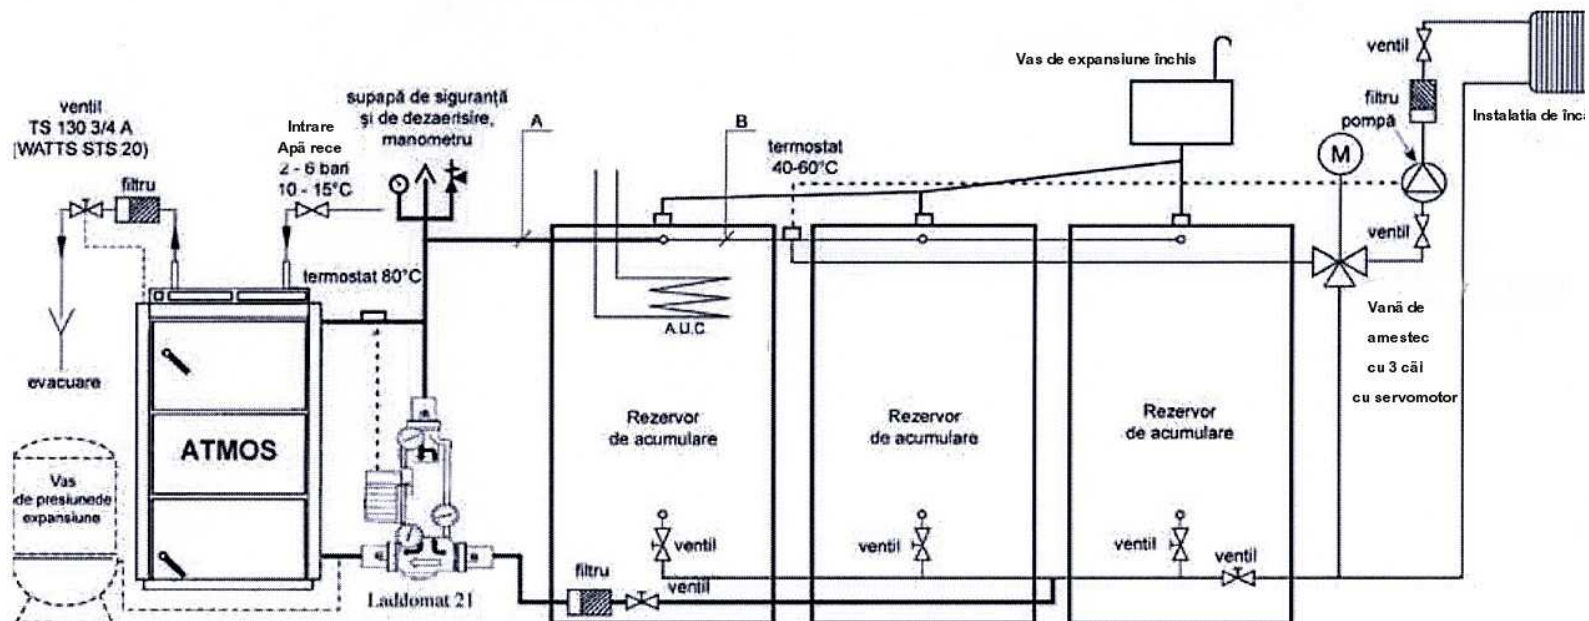 ventil
TS 130 3/4 A
(WATTS STS 20)
filtru
evacuare
Intrare
Apă rece
2 - 6 bari
10 - 15°C
supapă de siguranță
și de dezaerisire,
manometru
A
B
termostat 80°C
termostat
40-60°C
Vas de expansiune închis
ventil
filtru
pompă
M
Instalatia de încă
ventil
Vană de
amestec
cu 3 căi
cu servomotor
A.U.C
ATMOS
Vas
de presiunede
expansiune
Rezervor
de acumulare
Rezervor
de acumulare
Rezervor
de acumulare
ventil
ventil
ventil
ventil
filtru
ventil
Laddomat 21